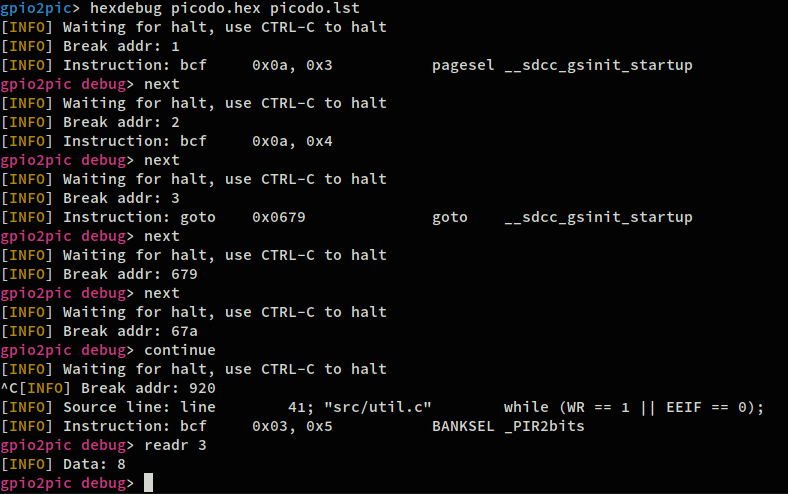 gpio2pic> hexdebug picodo.hex picodo.lst
[INFO] Waiting for halt, use CTRL-C to halt
[INFO] Break addr: 1
[INFO] Instruction: bcf     0x0a, 0x3           pagesel __sdcc_gsinit_startup
gpio2pic debug> next
[INFO] Waiting for halt, use CTRL-C to halt
[INFO] Break addr: 2
[INFO] Instruction: bcf     0x0a, 0x4
gpio2pic debug> next
[INFO] Waiting for halt, use CTRL-C to halt
[INFO] Break addr: 3
[INFO] Instruction: goto    0x0679              goto    __sdcc_gsinit_startup
gpio2pic debug> next
[INFO] Waiting for halt, use CTRL-C to halt
[INFO] Break addr: 679
gpio2pic debug> next
[INFO] Waiting for halt, use CTRL-C to halt
[INFO] Break addr: 67a
gpio2pic debug> continue
[INFO] Waiting for halt, use CTRL-C to halt
^C[INFO] Break addr: 920
[INFO] Source line: line        41; "src/util.c"        while (WR == 1 || EEIF == 0);
[INFO] Instruction: bcf     0x03, 0x5           BANKSEL _PIR2bits
gpio2pic debug> readr 3
[INFO] Data: 8
gpio2pic debug>